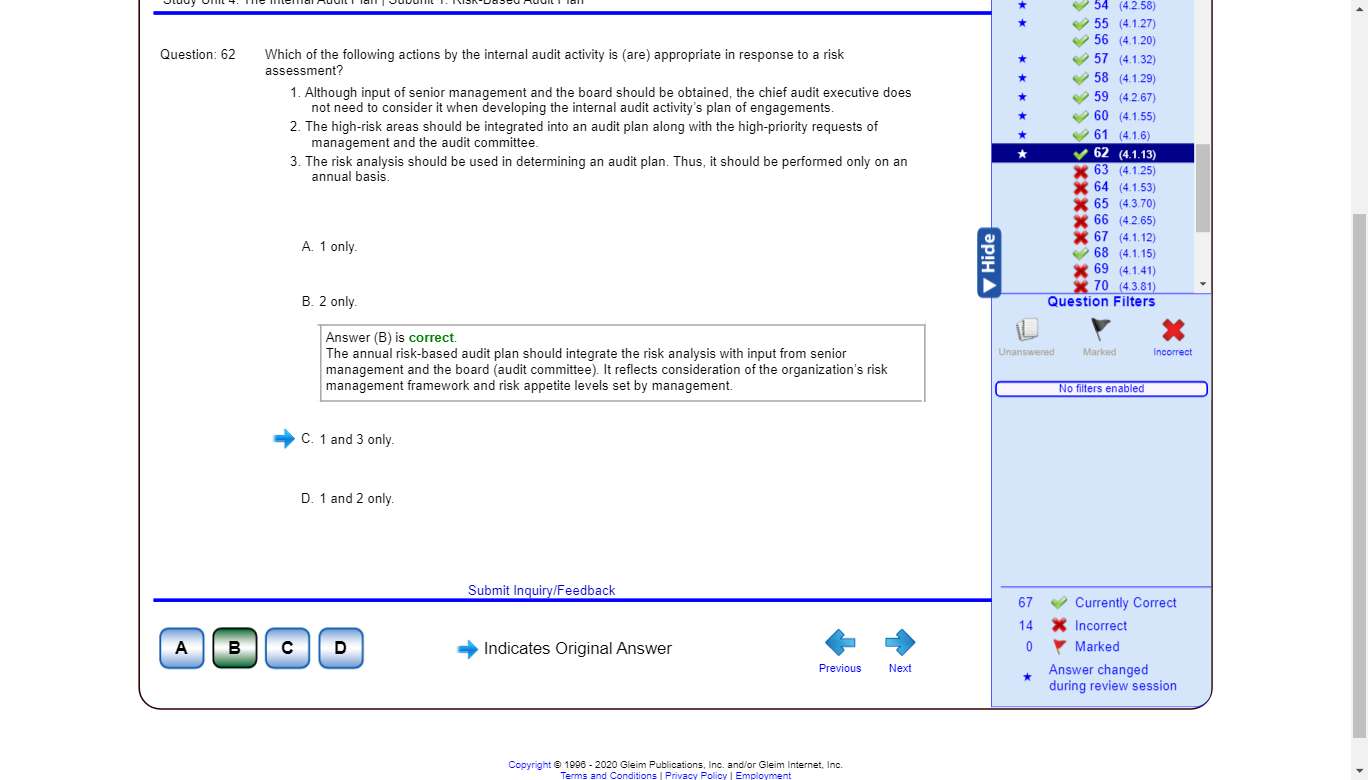 Study Unit 4: The Internal Audit Plan | Subunit 1: Risk-Based Audit Plan
Question: 62 Which of the following actions by the internal audit activity is (are) appropriate in response to a risk
assessment?
1. Although input of senior management and the board should be obtained, the chief audit executive does
not need to consider it when developing the internal audit activity's plan of engagements.
2. The high-risk areas should be integrated into an audit plan along with the high-priority requests of
management and the audit committee.
3. The risk analysis should be used in determining an audit plan. Thus, it should be performed only on an
annual basis.
A. 1 only.
B. 2 only.
Answer (B) is correct.
The annual risk-based audit plan should integrate the risk analysis with input from senior
management and the board (audit committee). It reflects consideration of the organization's risk
management framework and risk appetite levels set by management.
C. 1 and 3 only.
D. 1 and 2 only.
Submit Inquiry/Feedback
A B C D
Indicates Original Answer
Previous Next
54 (4.2.58)
55 (4.1.27)
56 (4.1.20)
57 (4.1.32)
58 (4.1.29)
59 (4.2.67)
60 (4.1.55)
61 (4.1.6)
62 (4.1.13)
63 (4.1.25)
64 (4.1.53)
65 (4.3.70)
66 (4.2.65)
67 (4.1.12)
68 (4.1.15)
69 (4.1.41)
70 (4.3.81)
Hide
Question Filters
Unanswered Marked Incorrect
No filters enabled
67 Currently Correct
14 Incorrect
0 Marked
Answer changed
during review session
Copyright © 1996 - 2020 Gleim Publications, Inc. and/or Gleim Internet, Inc.
Terms and Conditions | Privacy Policy | Employment